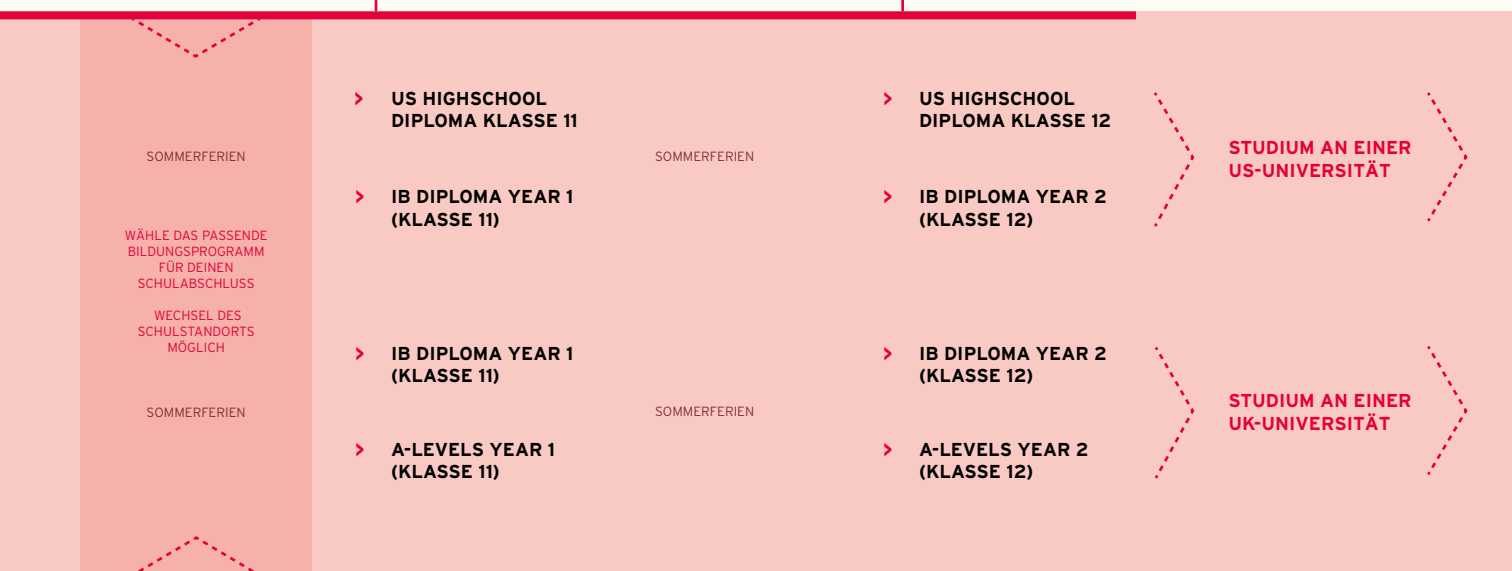 SOMMERFERIEN
WÄHLE DAS PASSENDE
BILDUNGSPROGRAMM
FÜR DEINEN
SCHULABSCHLUSS
WECHSEL DES
SCHULSTANDORTS
MÖGLICH
SOMMERFERIEN
> US HIGHSCHOOL
DIPLOMA KLASSE 11
SOMMERFERIEN
> US HIGHSCHOOL
DIPLOMA KLASSE 12
> IB DIPLOMA YEAR 1
(KLASSE 11)
> IB DIPLOMA YEAR 2
(KLASSE 12)
STUDIUM AN EINER
US-UNIVERSITÄT
> IB DIPLOMA YEAR 1
(KLASSE 11)
SOMMERFERIEN
> IB DIPLOMA YEAR 2
(KLASSE 12)
> A-LEVELS YEAR 1
(KLASSE 11)
> A-LEVELS YEAR 2
(KLASSE 12)
STUDIUM AN EINER
UK-UNIVERSITÄT